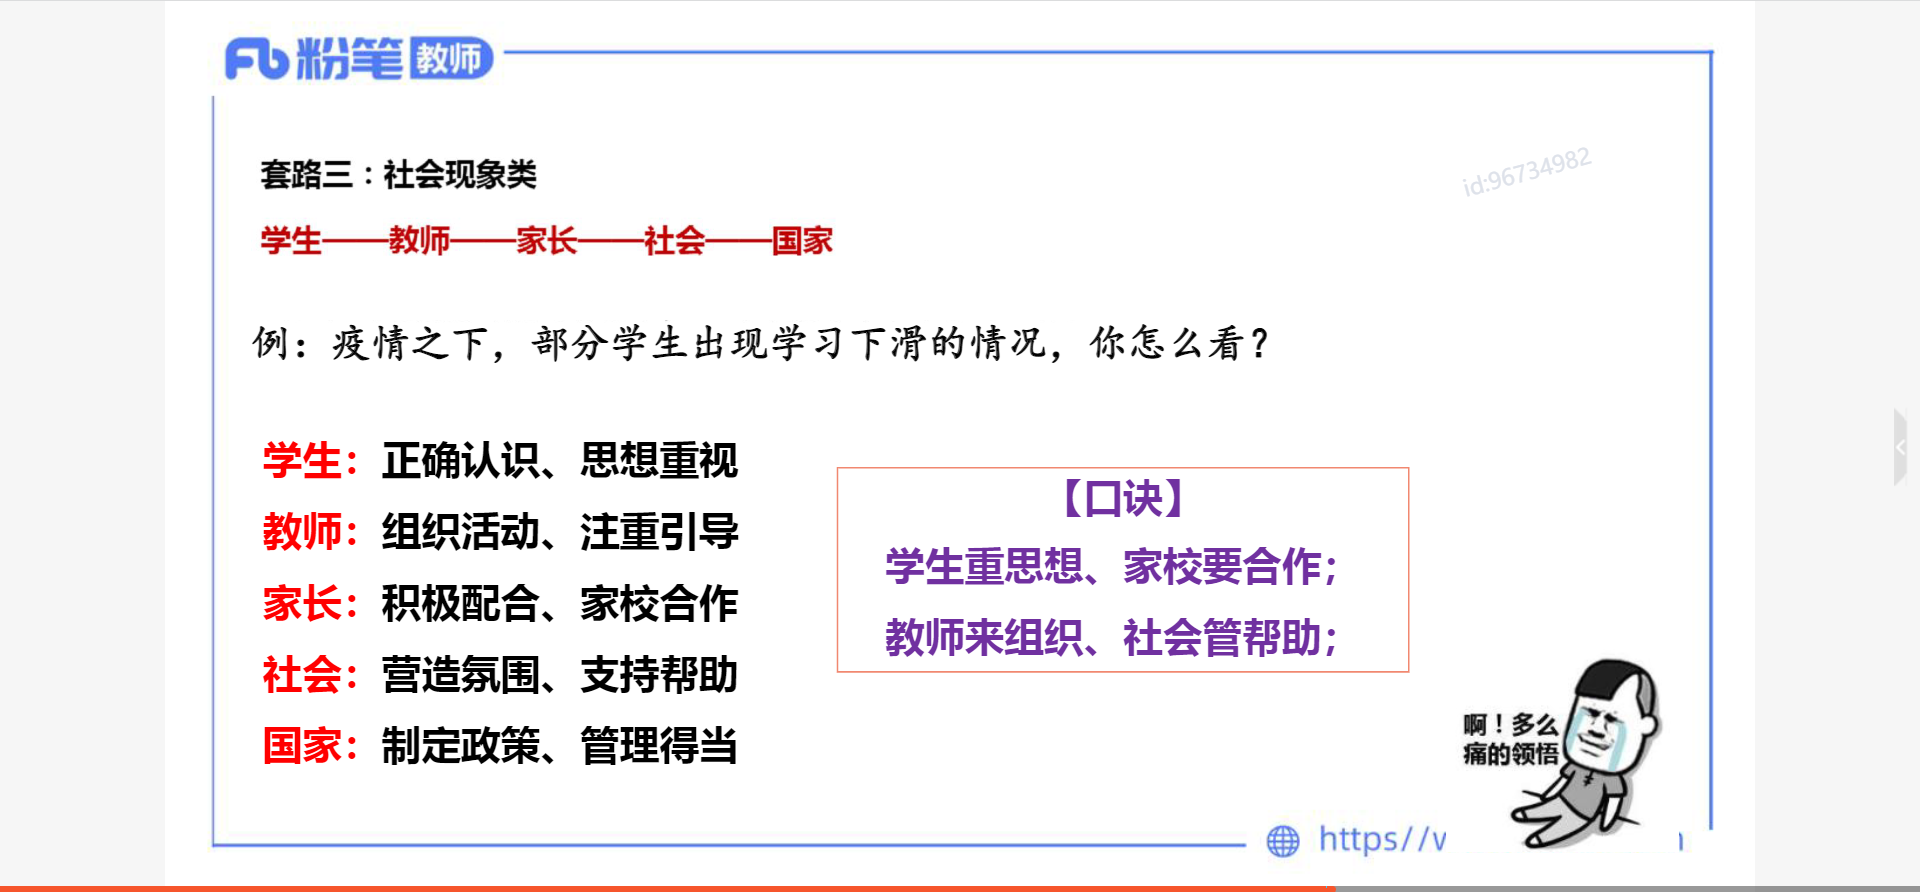 粉笔教师
套路三：社会现象类
id:96734982
学生——教师——家长——社会——国家
例：疫情之下，部分学生出现学习下滑的情况，你怎么看？
学生：正确认识、思想重视
教师：组织活动、注重引导
家长：积极配合、家校合作
社会：营造氛围、支持帮助
国家：制定政策、管理得当
【口诀】
学生重思想、家校要合作；
教师来组织、社会管帮助；
啊！多么
痛的领悟
https//